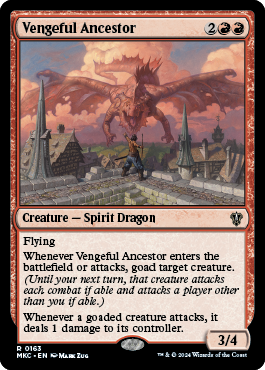 Vengeful Ancestor 2
Creature — Spirit Dragon
Flying
Whenever Vengeful Ancestor enters the
battlefield or attacks, goad target creature.
(Until your next turn, that creature attacks
each combat if able and attacks a player other
than you if able.)
Whenever a goaded creature attacks, it
deals 1 damage to its controller.
3/4
R 0163
MKC • EN Mark Zug
™ & © 2024 Wizards of the Coast